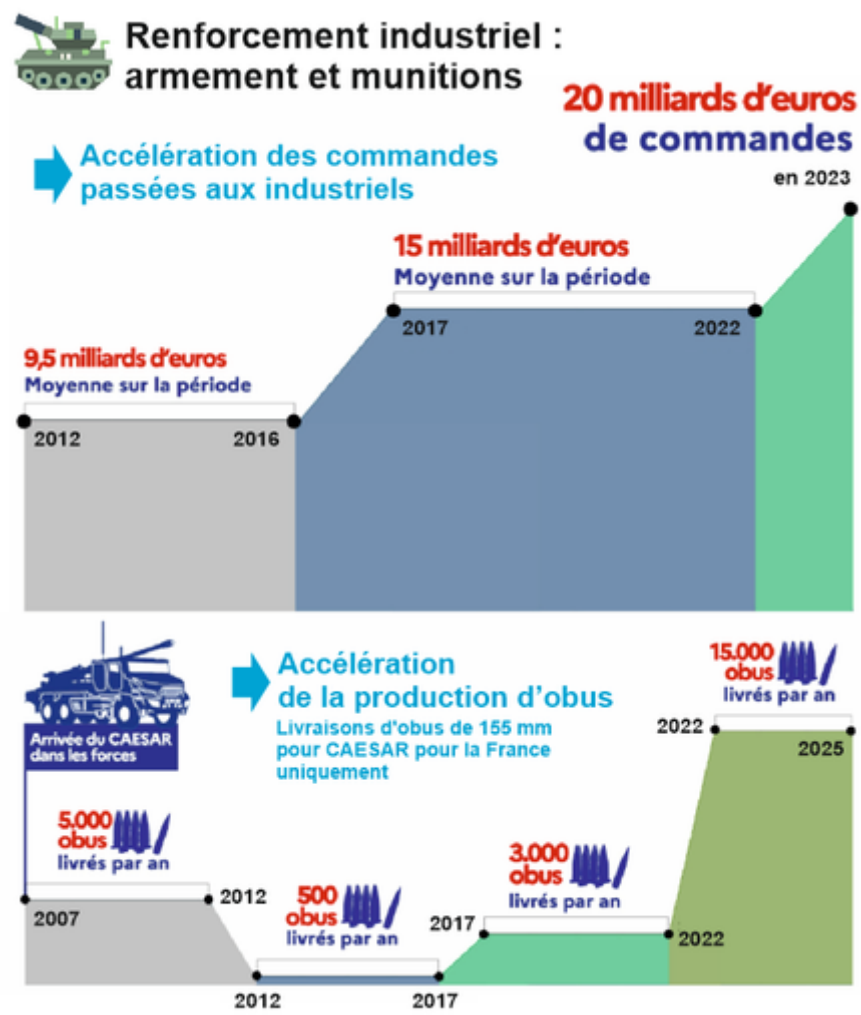 Renforcement industriel :
armement et munitions
20 milliards d'euros
de commandes
en 2023
Accélération des commandes
passées aux industriels
15 milliards d'euros
Moyenne sur la période
2017
2022
9,5 milliards d'euros
Moyenne sur la période
2012
2016
Accélération
de la production d'obus
Livraisons d'obus de 155 mm
pour CAESAR pour la France
uniquement
15.000
obus
livrés par an
2022
2025
Arrivée du CAESAR
dans les forces
5.000
obus
livrés par an
2007
2012
500
obus
livrés par an
2012
2017
3.000
obus
livrés par an
2017
2022